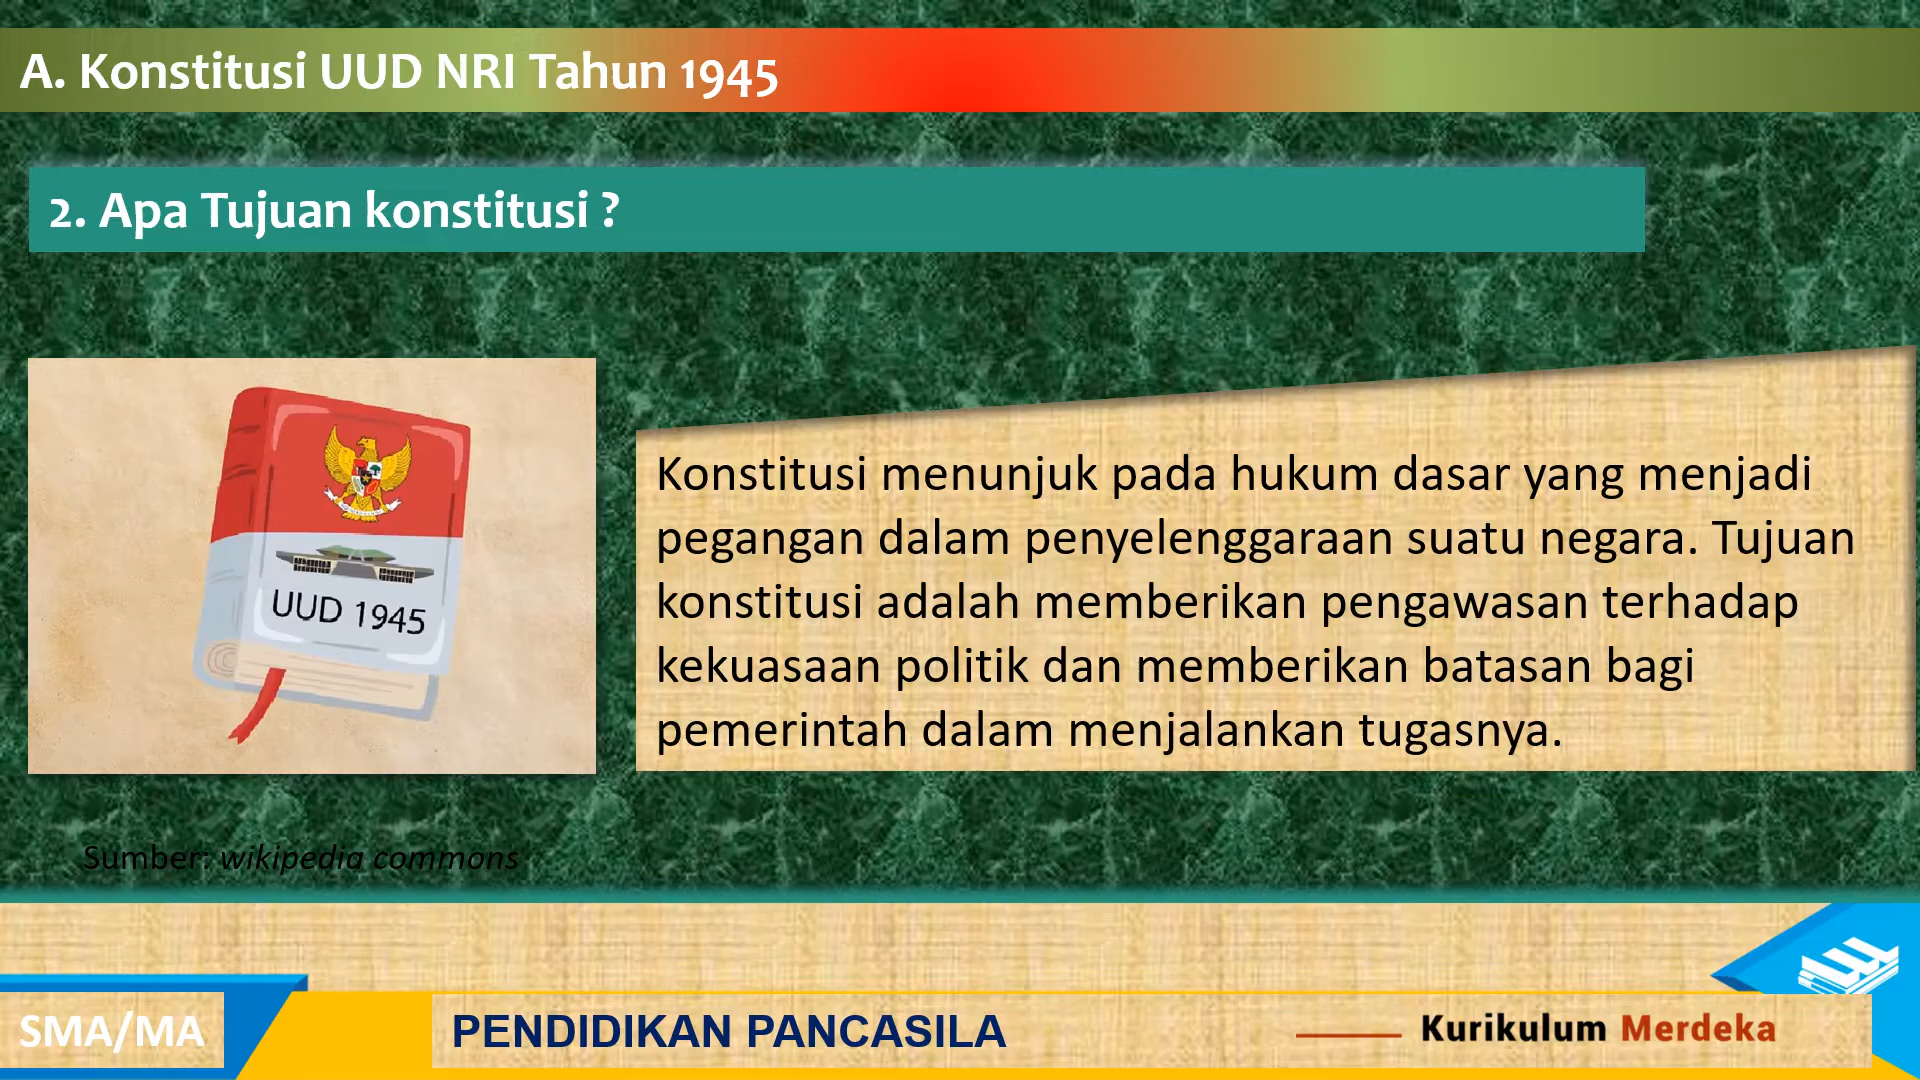 A. Konstitusi UUD NRI Tahun 1945
2. Apa Tujuan konstitusi ?
UUD 1945
Konstitusi menunjuk pada hukum dasar yang menjadi
pegangan dalam penyelenggaraan suatu negara. Tujuan
konstitusi adalah memberikan pengawasan terhadap
kekuasaan politik dan memberikan batasan bagi
pemerintah dalam menjalankan tugasnya.
Sumber: wikipedia commons
SMA/MA
PENDIDIKAN PANCASILA
Kurikulum Merdeka